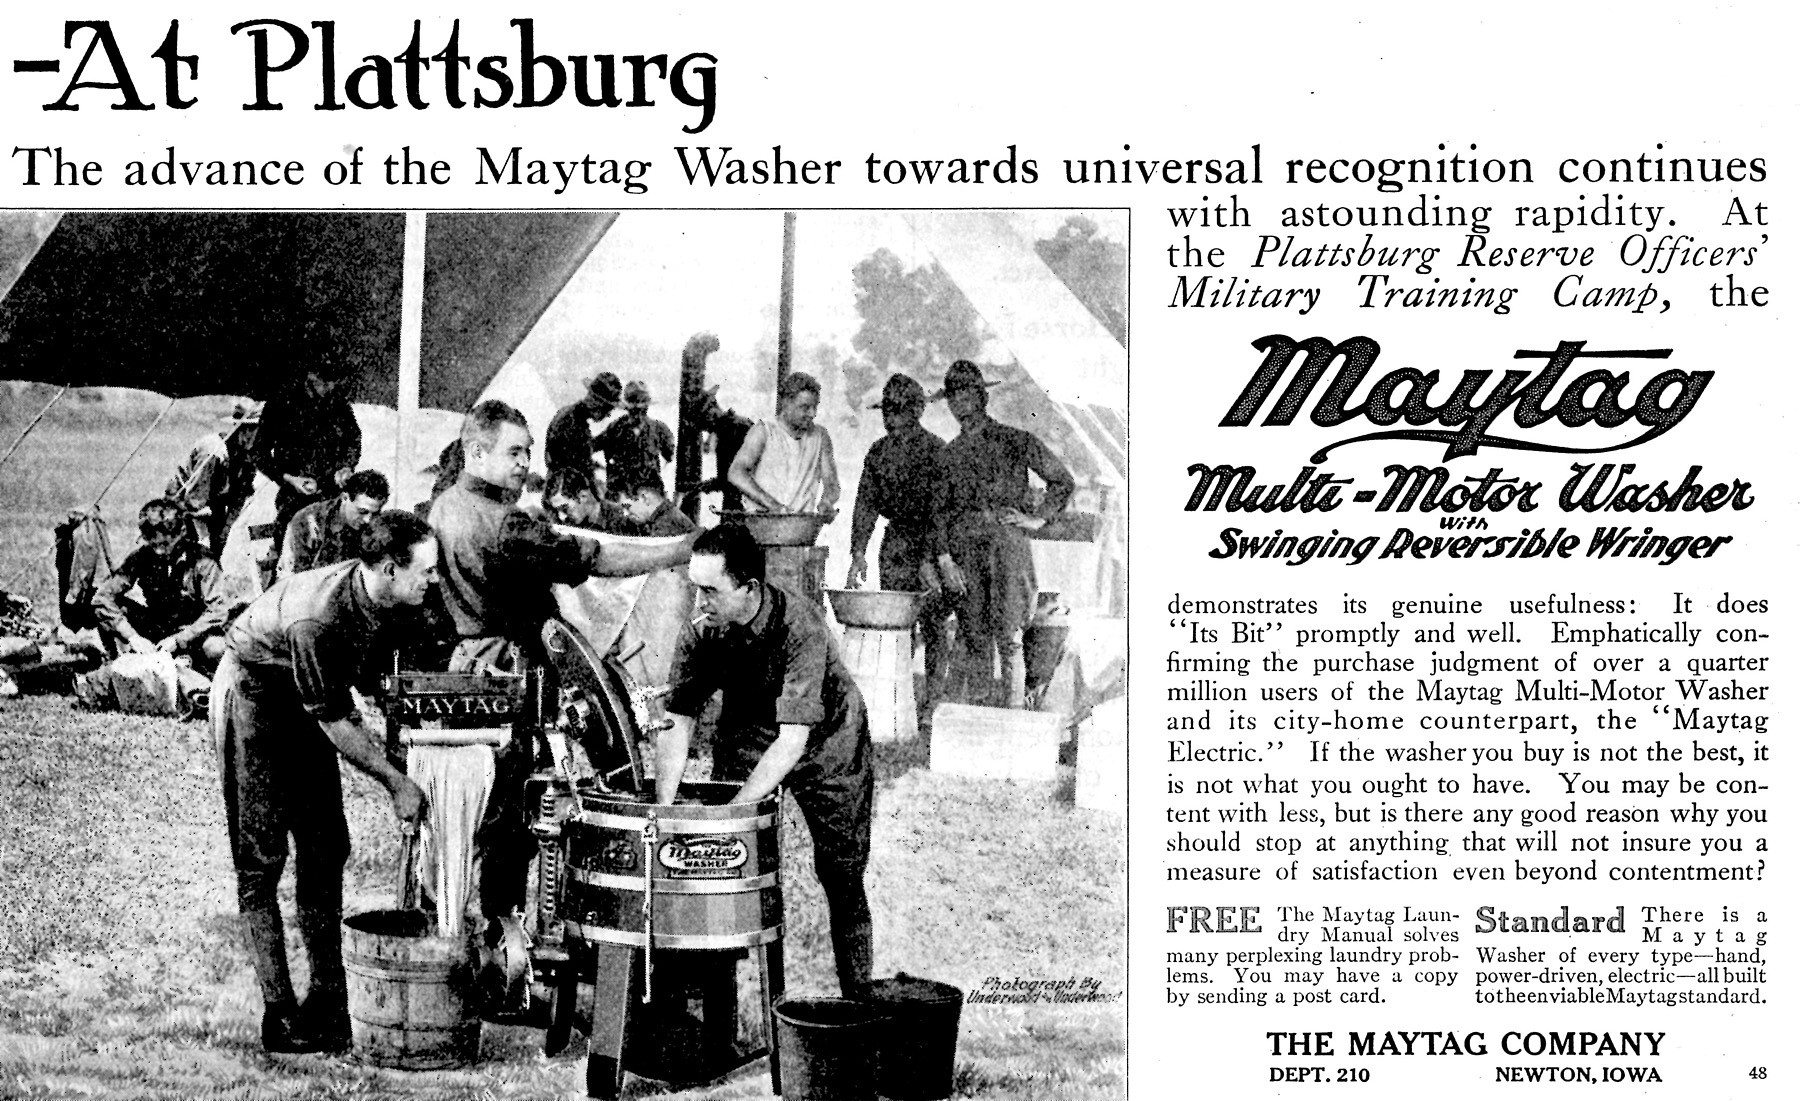 -At Plattsburg
The advance of the Maytag Washer towards universal recognition continues
with astounding rapidity. At
the Plattsburg Reserve Officers'
Military Training Camp, the
Maytag
Multi-Motor Washer
With
Swinging Reversible Wringer
demonstrates its genuine usefulness: It does
“Its Bit” promptly and well. Emphatically con-
firming the purchase judgment of over a quarter
million users of the Maytag Multi-Motor Washer
and its city-home counterpart, the “Maytag
Electric.” If the washer you buy is not the best, it
is not what you ought to have. You may be con-
tent with less, but is there any good reason why you
should stop at anything that will not insure you a
measure of satisfaction even beyond contentment?
FREE The Maytag Laun-
dry Manual solves
many perplexing laundry prob-
lems. You may have a copy
by sending a post card.
Standard There is a
Maytag
Washer of every type—hand,
power-driven, electric—all built
to the enviable Maytag standard.
THE MAYTAG COMPANY
DEPT. 210 NEWTON, IOWA 48
MAYTAG
Maytag
WASHER
Photograph By
Underwood & Underwood